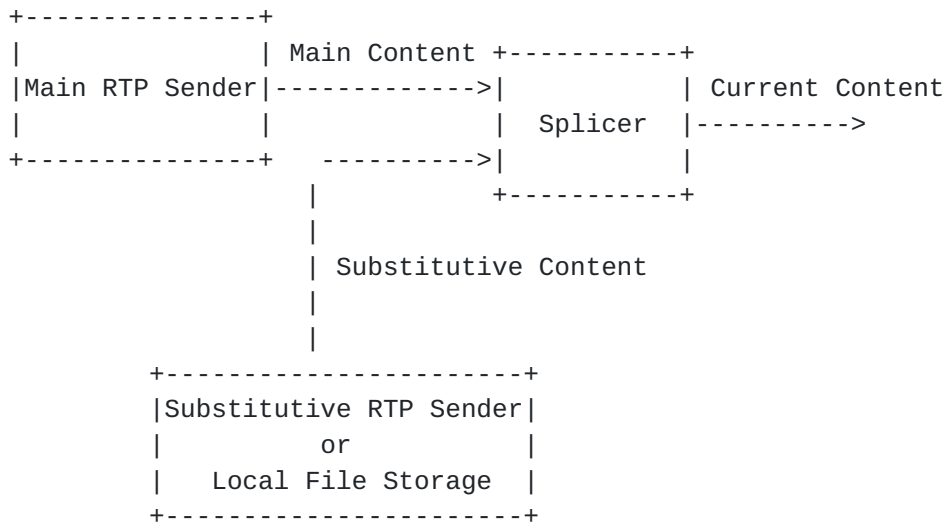 Main Content
Main RTP Sender
Current Content
Splicer
Substitutive Content
Substitutive RTP Sender
or
Local File Storage